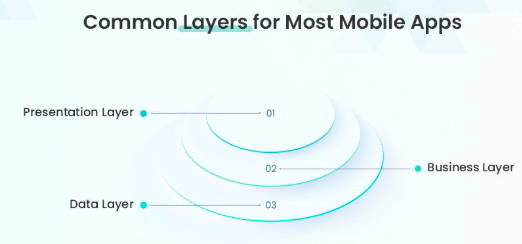 Common Layers for Most Mobile Apps
Presentation Layer
01
02
Business Layer
Data Layer
03